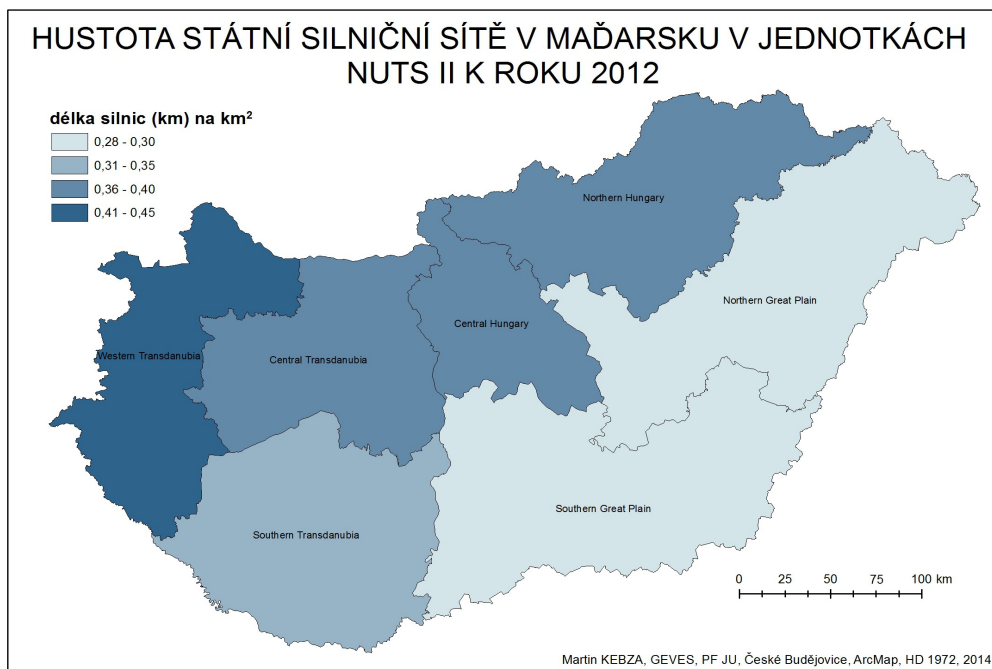 HUSTOTA STÁTNÍ SILNIČNÍ SÍTĚ V MAĎARSKU V JEDNOTKÁCH
NUTS II K ROKU 2012
délka silnic (km) na km²
0,28 - 0,30
0,31 - 0,35
0,36 - 0,40
0,41 - 0,45
Northern Hungary
Northern Great Plain
Central Hungary
Western Transdanubia
Central Transdanubia
Southern Great Plain
Southern Transdanubia
0 25 50 75 100 km
Martin KEBZA, GEVES, PF JU, České Budějovice, ArcMap, HD 1972, 2014